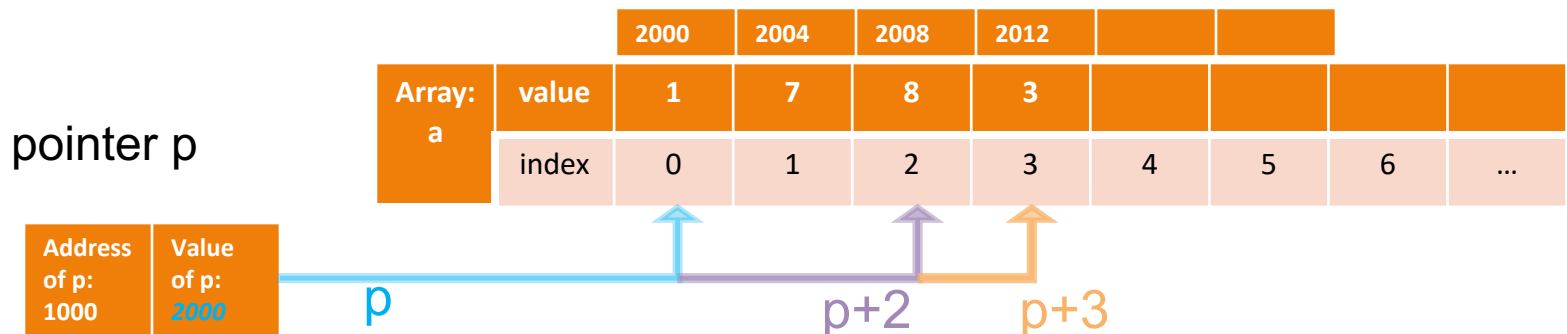 2000 2004 2008 2012
Array: a value 1 7 8 3
pointer p
index 0 1 2 3 4 5 6 ...
Address of p: 1000 Value of p: 2000
p p+2 p+3